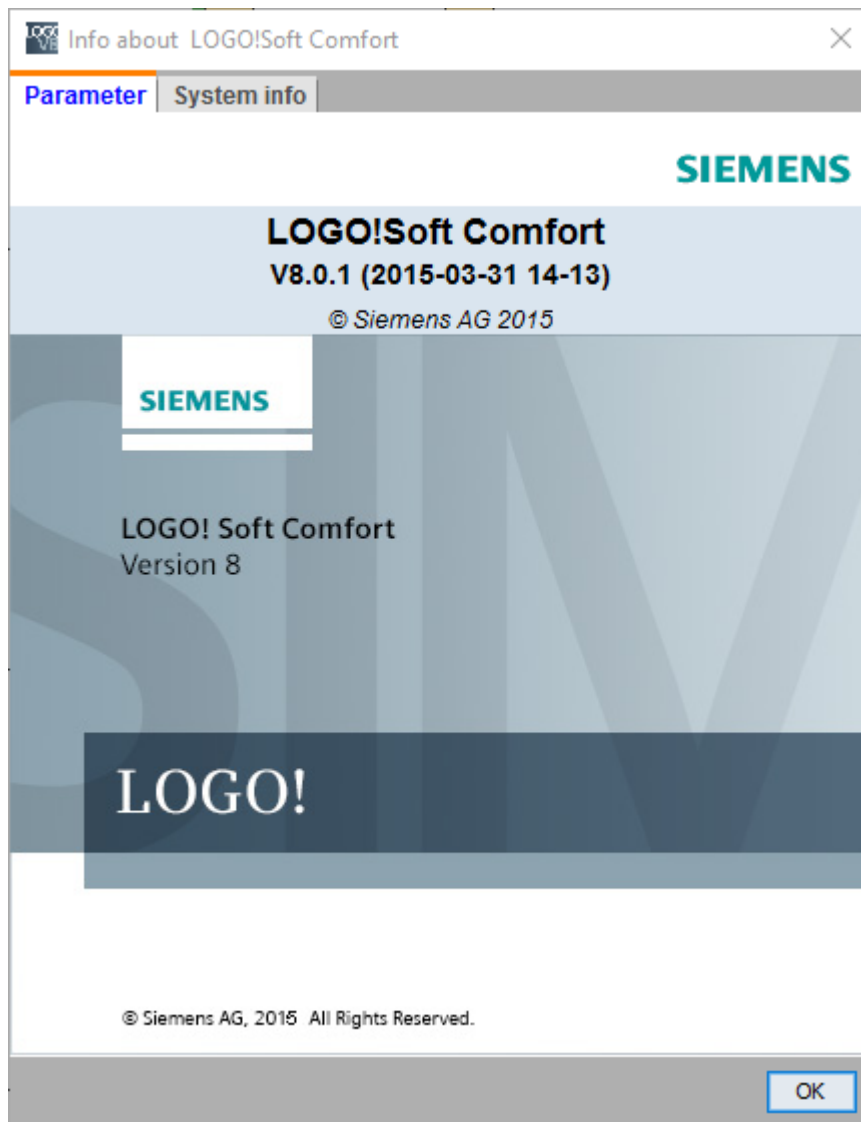 Info about LOGO!Soft Comfort
Parameter System info
SIEMENS
LOGO!Soft Comfort
V8.0.1 (2015-03-31 14-13)
© Siemens AG 2015
SIEMENS
LOGO! Soft Comfort
Version 8
LOGO!
© Siemens AG, 2015 All Rights Reserved.
OK